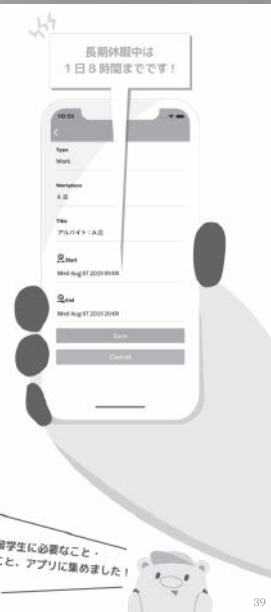 長期休暇中は
1日8時間までです！
10:53
Type
Work
Workplace
A店
Title
アルバイト：A店
Start
Wed Aug 07 2019 09:00
End
Wed Aug 07 2019 20:00
Save
Cancel
留学生に必要なこと・
こと、アプリに集めました！
39